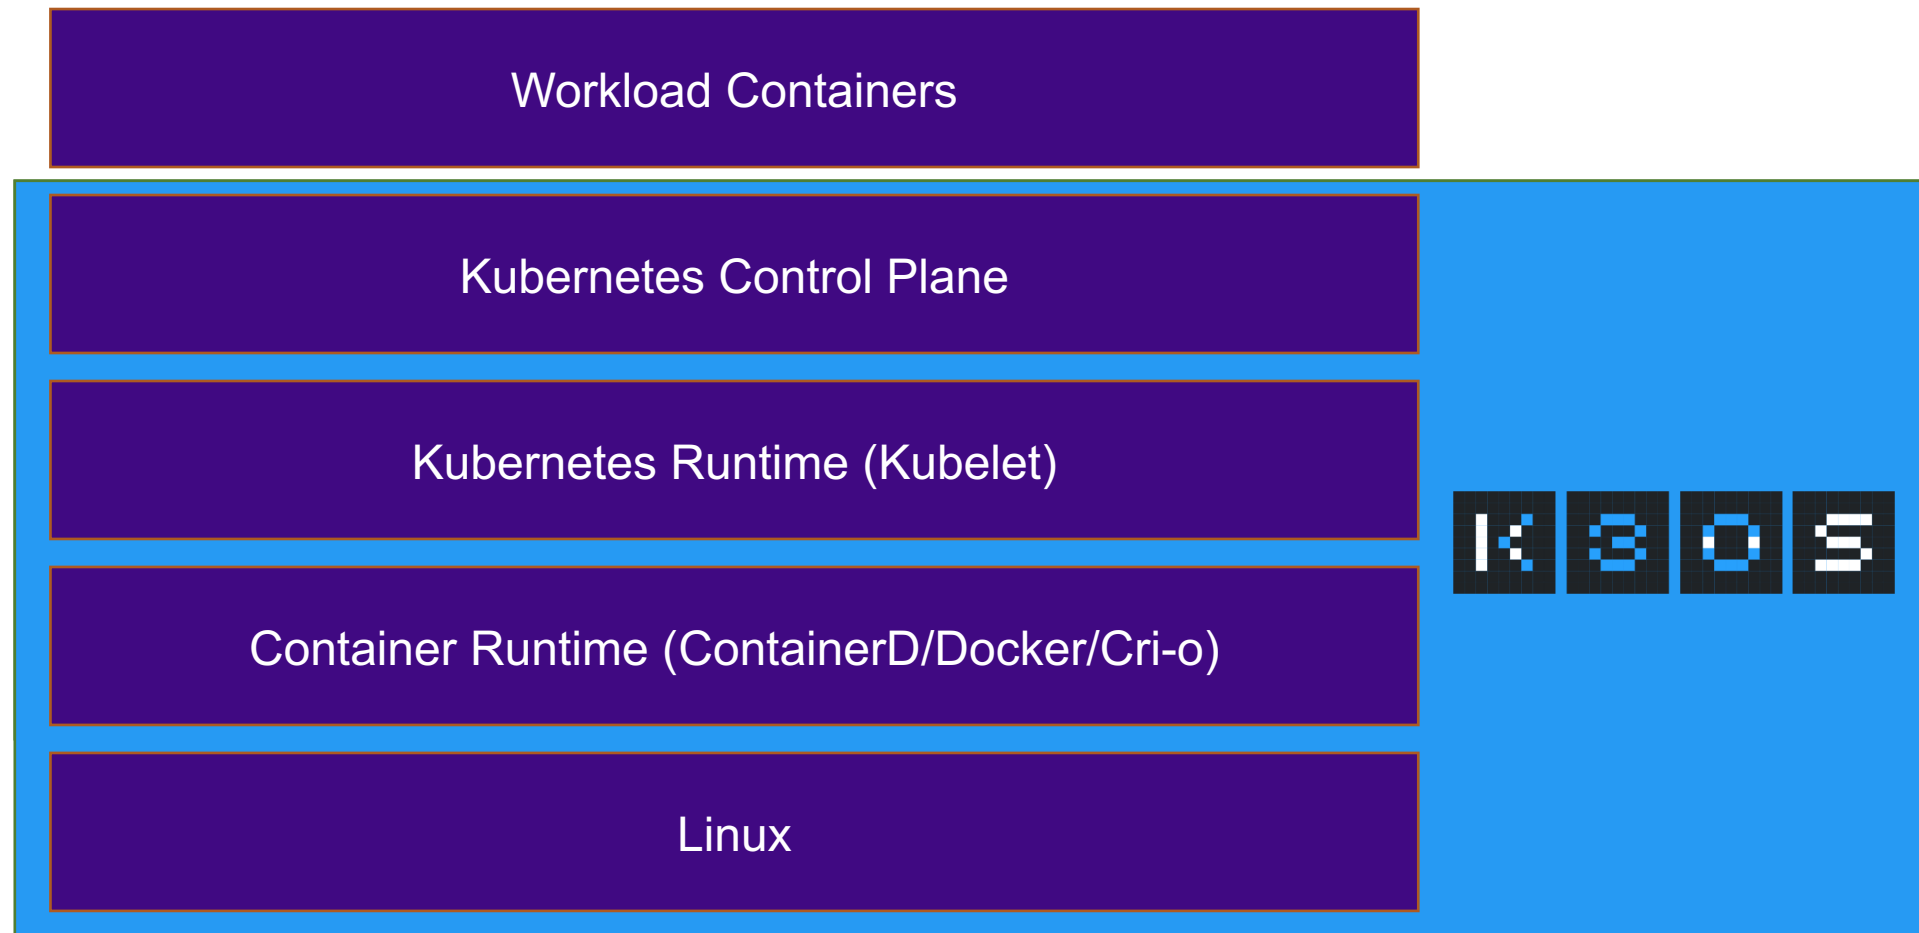 Workload Containers
Kubernetes Control Plane
Kubernetes Runtime (Kubelet)
K3OS
Container Runtime (ContainerD/Docker/Cri-o)
Linux